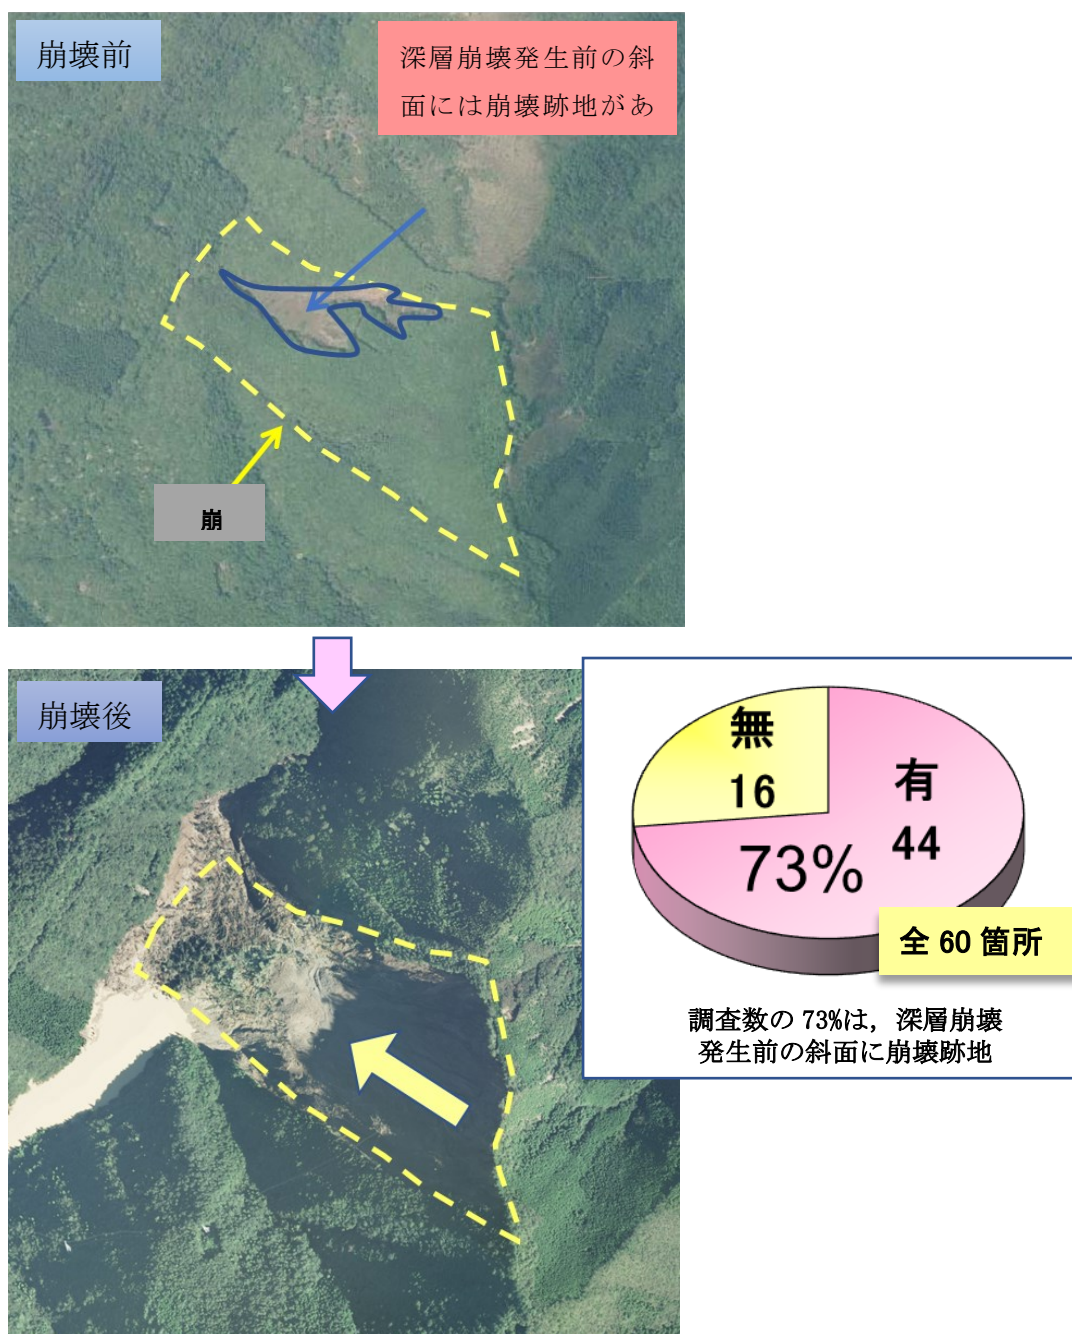 崩壊前
深層崩壊発生前の斜
面には崩壊跡地があ
崩
崩壊後
無
16
有
44
73%
全 60 箇所
調査数の 73%は，深層崩壊
発生前の斜面に崩壊跡地